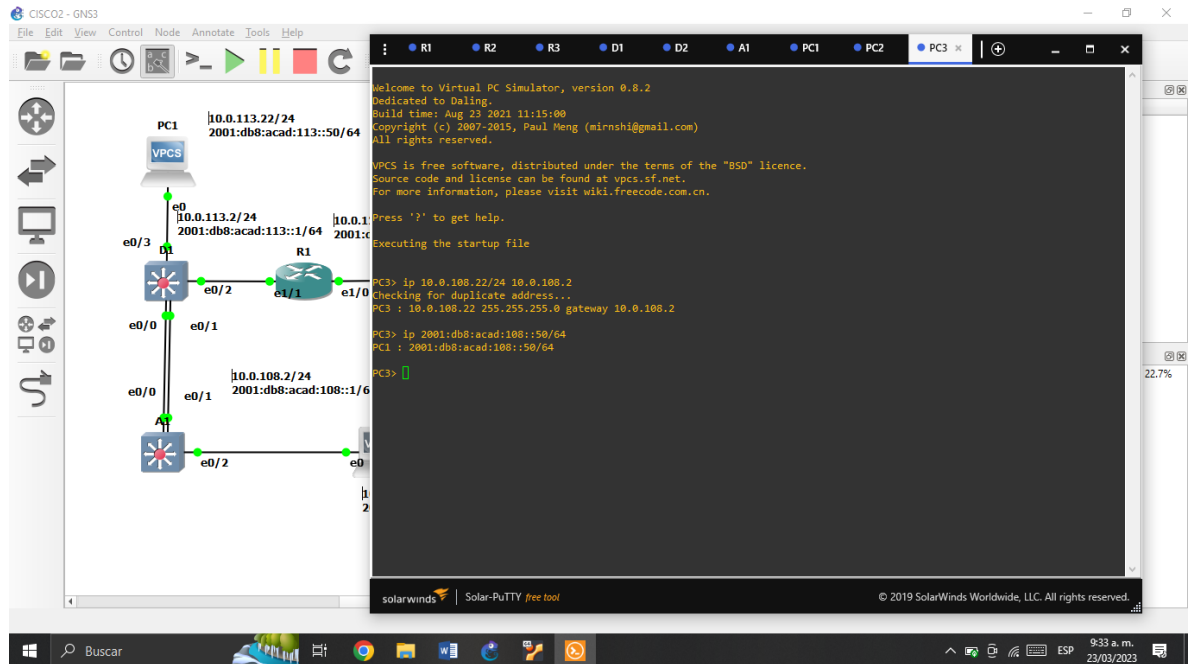 CISCO2 - GNS3
File Edit View Control Node Annotate Tools Help
R1 R2 R3 D1 D2 A1 PC1 PC2 PC3
PC1
10.0.113.22/24
2001:db8:acad:113::50/64
VPCS
e0
10.0.113.2/24
2001:db8:acad:113::1/64
e0/3
D1
R1
e0/2
e1/1
e1/0
e0/0
e0/1
10.0.108.2/24
2001:db8:acad:108::1/6
e0/0
e0/1
A1
e0/2
e0
Welcome to Virtual PC Simulator, version 0.8.2
Dedicated to Daling.
Build time: Aug 23 2021 11:15:00
Copyright (c) 2007-2015, Paul Meng (mirnshi@gmail.com)
All rights reserved.
VPCS is free software, distributed under the terms of the "BSD" licence.
Source code and license can be found at vpcs.sf.net.
For more information, please visit wiki.freecode.com.cn.
Press '?' to get help.
Executing the startup file
PC3> ip 10.0.108.22/24 10.0.108.2
Checking for duplicate address...
PC3 : 10.0.108.22 255.255.255.0 gateway 10.0.108.2
PC3> ip 2001:db8:acad:108::50/64
PC1 : 2001:db8:acad:108::50/64
PC3>
22.7%
solarwinds Solar-PuTTY free tool
© 2019 SolarWinds Worldwide, LLC. All rights reserved.
Buscar
ESP
9:33 a. m.
23/03/2023